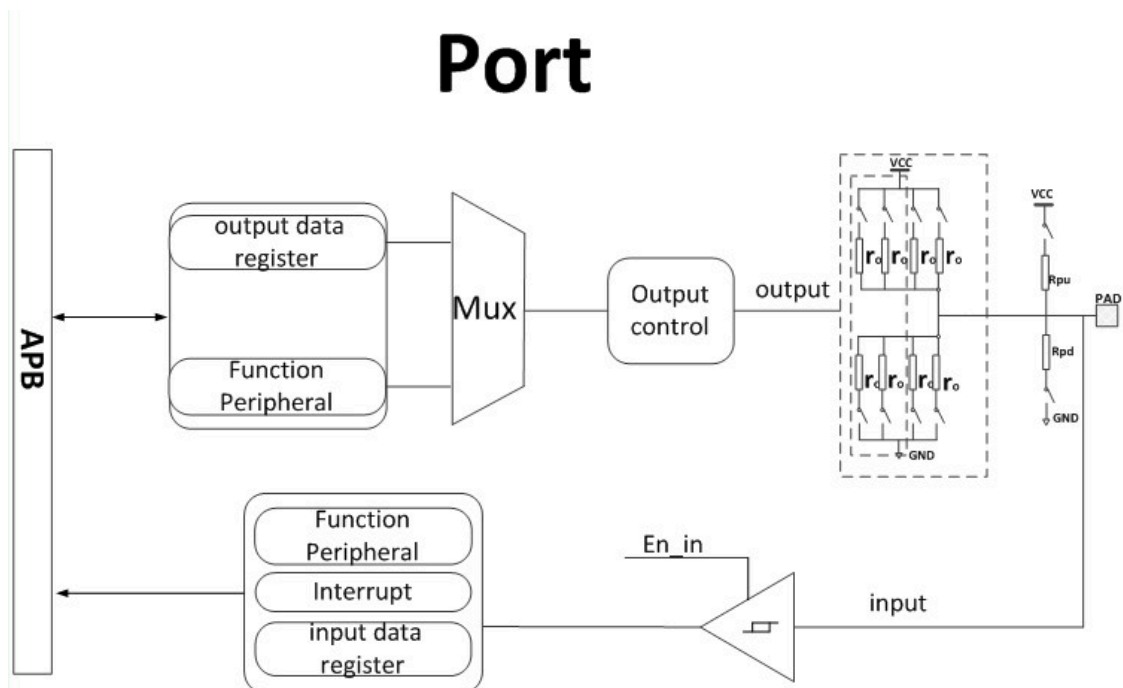 Port
APB
output data
register
Function
Peripheral
Mux
Output
control
output
VCC
ro ro ro ro
ro ro ro ro
GND
VCC
Rpu
PAD
Rpd
GND
Function
Peripheral
Interrupt
input data
register
En_in
input